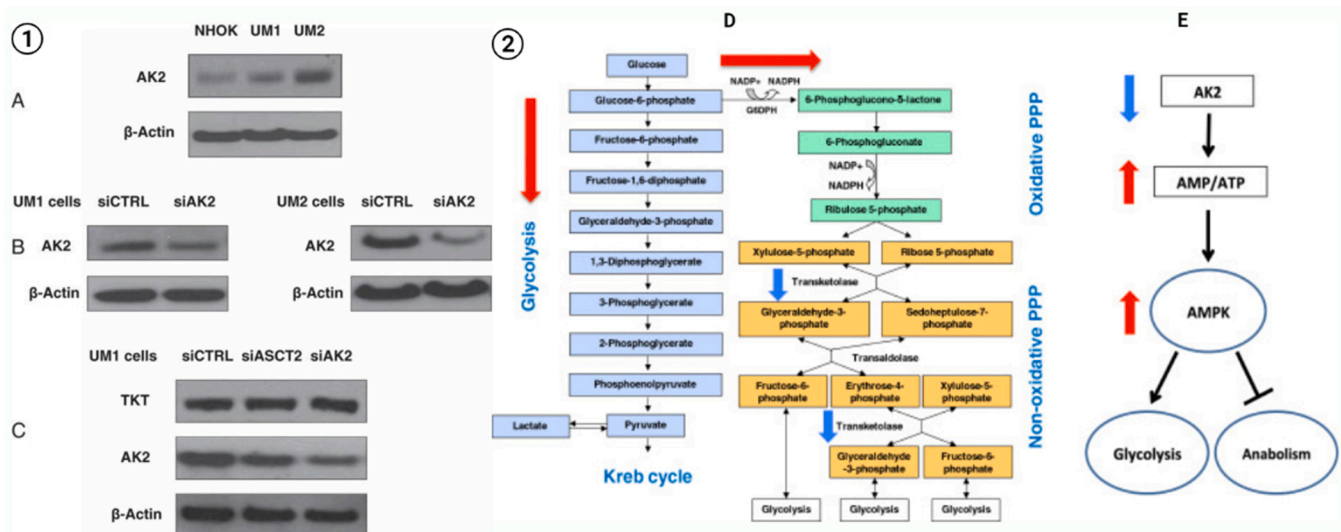 1
NHOK UM1 UM2
AK2
A
β-Actin
UM1 cells siCTRL siAK2
AK2
B
β-Actin
UM2 cells siCTRL siAK2
AK2
β-Actin
UM1 cells siCTRL siASCT2 siAK2
TKT
C
AK2
β-Actin
2
D
Glucose
Glucose-6-phosphate
Fructose-6-phosphate
Fructose-1,6-diphosphate
Glyceraldehyde-3-phosphate
1,3-Diphosphoglycerate
3-Phosphoglycerate
2-Phosphoglycerate
Phosphoenolpyruvate
Lactate
Pyruvate
Kreb cycle
Glycolysis
NADP+ NADPH
G6DPH
6-Phosphoglucono-δ-lactone
6-Phosphogluconate
NADP+
NADPH
Ribulose 5-phosphate
Xylulose-5-phosphate
Ribose 5-phosphate
Transketolase
Glyceraldehyde-3-
phosphate
Sedoheptulose-7-
phosphate
Transaldolase
Fructose-6-
phosphate
Erythrose-4-
phosphate
Xylulose-5-
phosphate
Transketolase
Glyceraldehyde
-3-phosphate
Fructose-6-
phosphate
Glycolysis
Glycolysis
Glycolysis
Oxidative PPP
Non-oxidative PPP
E
AK2
AMP/ATP
AMPK
Glycolysis
Anabolism